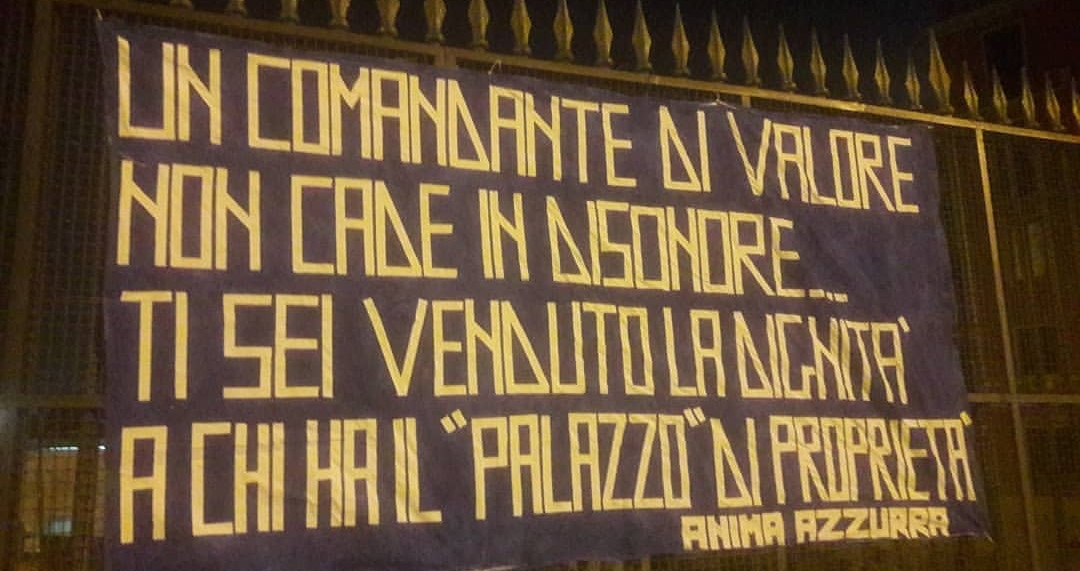 UN COMANDANTE DI VALORE
NON CADE IN DISONORE...
TI SEI VENDUTO LA DIGNITA'
A CHI HA IL "PALAZZO" DI PROPRIETA'
ANIMA AZZURRA